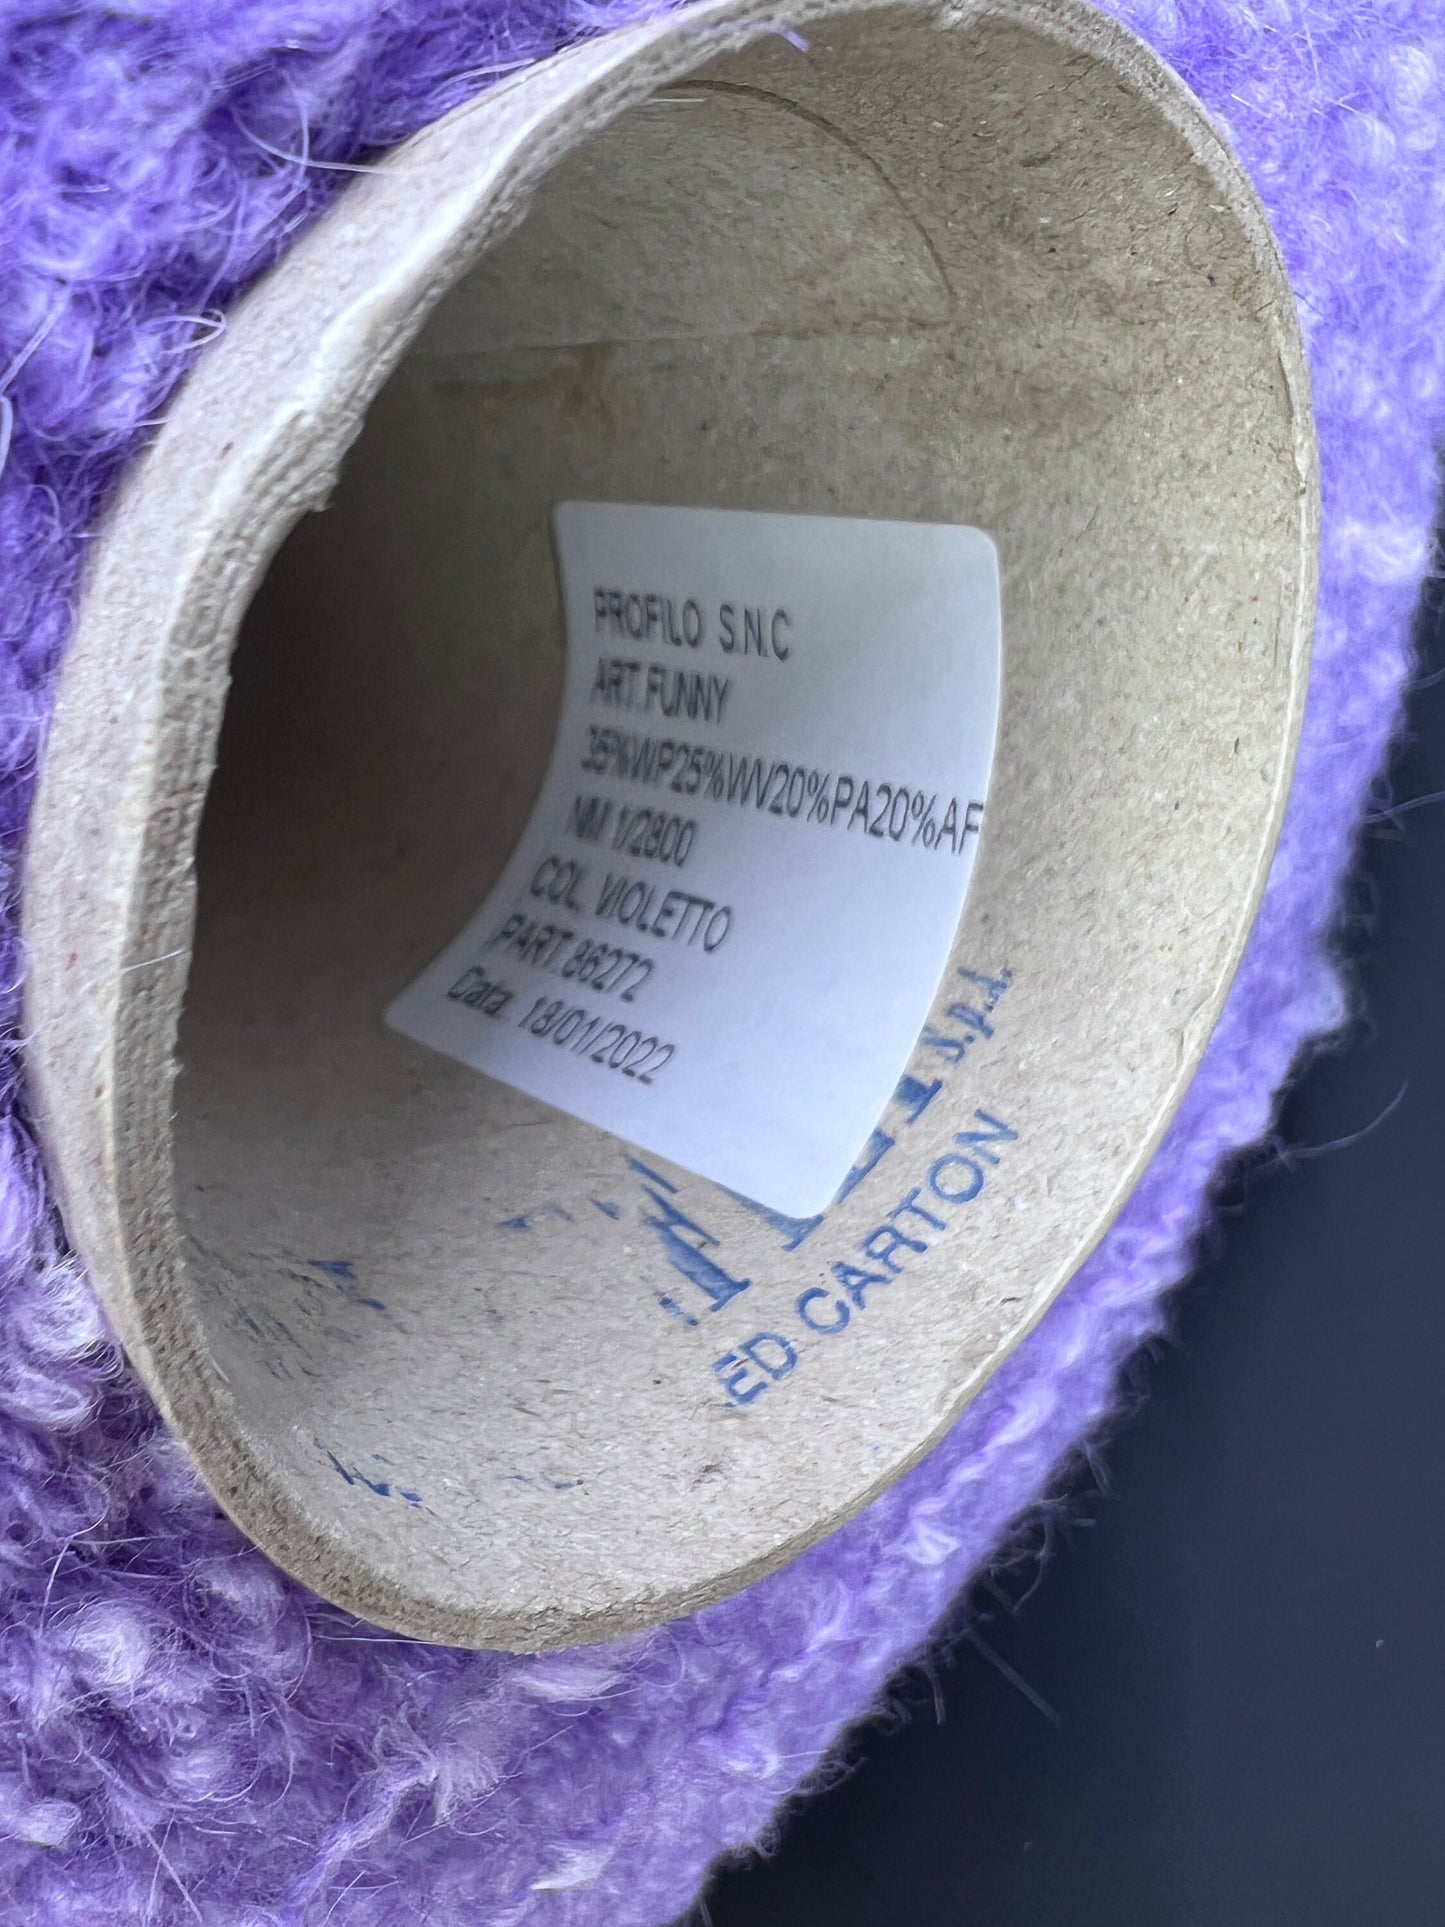 PROFILO S.N.C
ART.FUNNY
35%WP25%WV20%PA20%AF
NM 1/2800
COL. VIOLETTO
PART.86272
Data. 18/01/2022
S.p.A.
ED CARTON